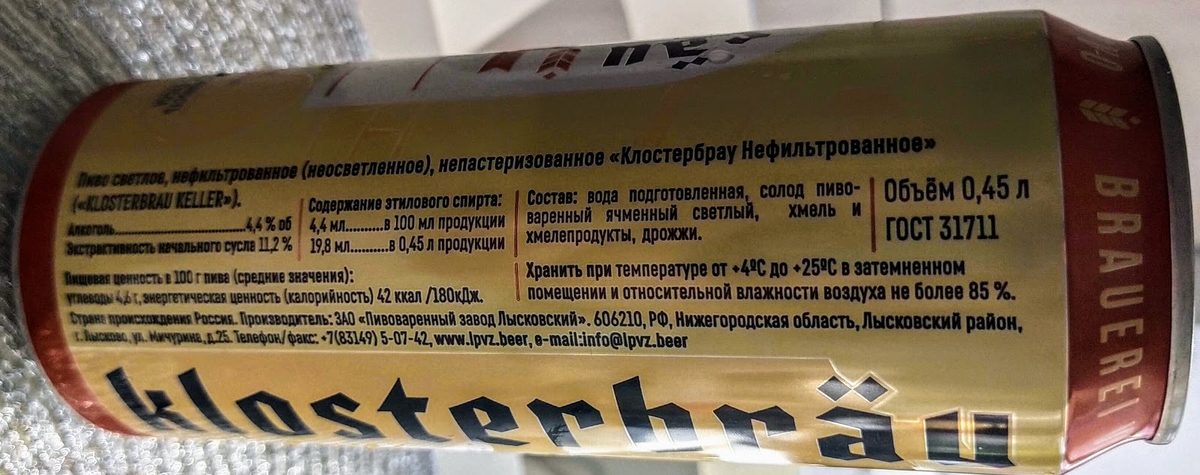 Пиво светлое, нефильтрованное (неосветленное), непастеризованное «Клостербрау Нефильтрованное»
(«KLOSTERBRAU KELLER»).
Алкоголь....................4,4 % об
Экстрактивность начального сусла 11,2 %
Содержание этилового спирта:
4,4 мл..........в 100 мл продукции
19,8 мл..........в 0,45 л продукции
Состав: вода подготовленная, солод пиво-
варенный ячменный светлый, хмель и
хмелепродукты, дрожжи.
Объём 0,45 л
ГОСТ 31711
Пищевая ценность в 100 г пива (средние значения):
углеводы 4,6 г, энергетическая ценность (калорийность) 42 ккал /180кДж.
Хранить при температуре от +4ºС до +25ºС в затемненном
помещении и относительной влажности воздуха не более 85 %.
Страна происхождения Россия. Производитель: ЗАО «Пивоваренный завод Лысковский». 606210, РФ, Нижегородская область, Лысковский район,
г. Лысково, ул. Мичурина, д.25. Телефон/факс: +7(83149) 5-07-42, www.lpvz.beer, e-mail:info@lpvz.beer
klosterbräu
BRAUEREI